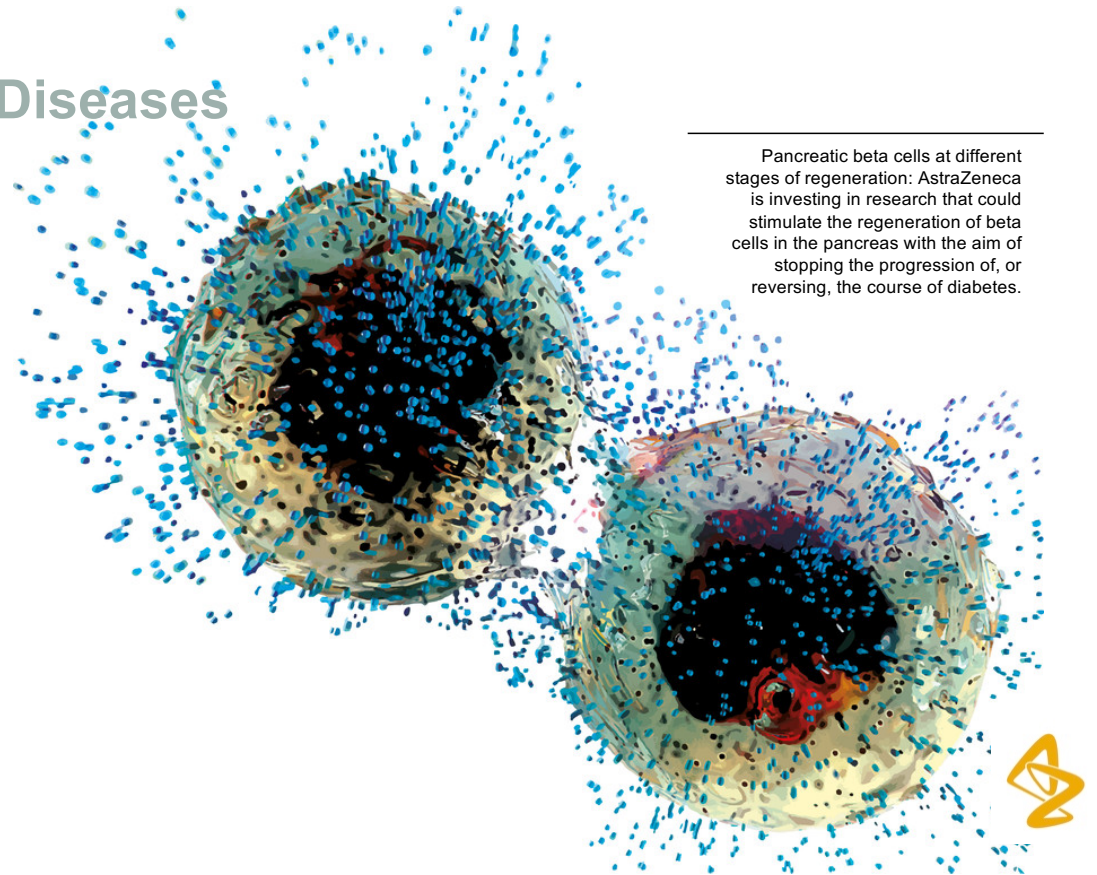 Diseases
Pancreatic beta cells at different
stages of regeneration: AstraZeneca
is investing in research that could
stimulate the regeneration of beta
cells in the pancreas with the aim of
stopping the progression of, or
reversing, the course of diabetes.